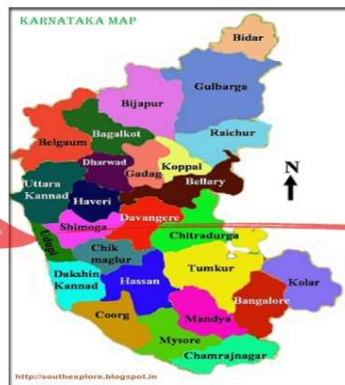 KARNATAKA MAP
Bidar
Gulbarga
Bijapur
Raichur
Bagalkot
Belgaum
Dharwad
Gadag
Koppal
Bellary
N
Uttara
Kannad
Haveri
Davangere
Shimoga
Chitradurga
Udupi
Chik
maglur
Tumkur
Dakshin
Kannad
Hassan
Kolar
Bangalore
Coorg
Mandya
Mysore
Chamrajnagar
http://southexplore.blogspot.in